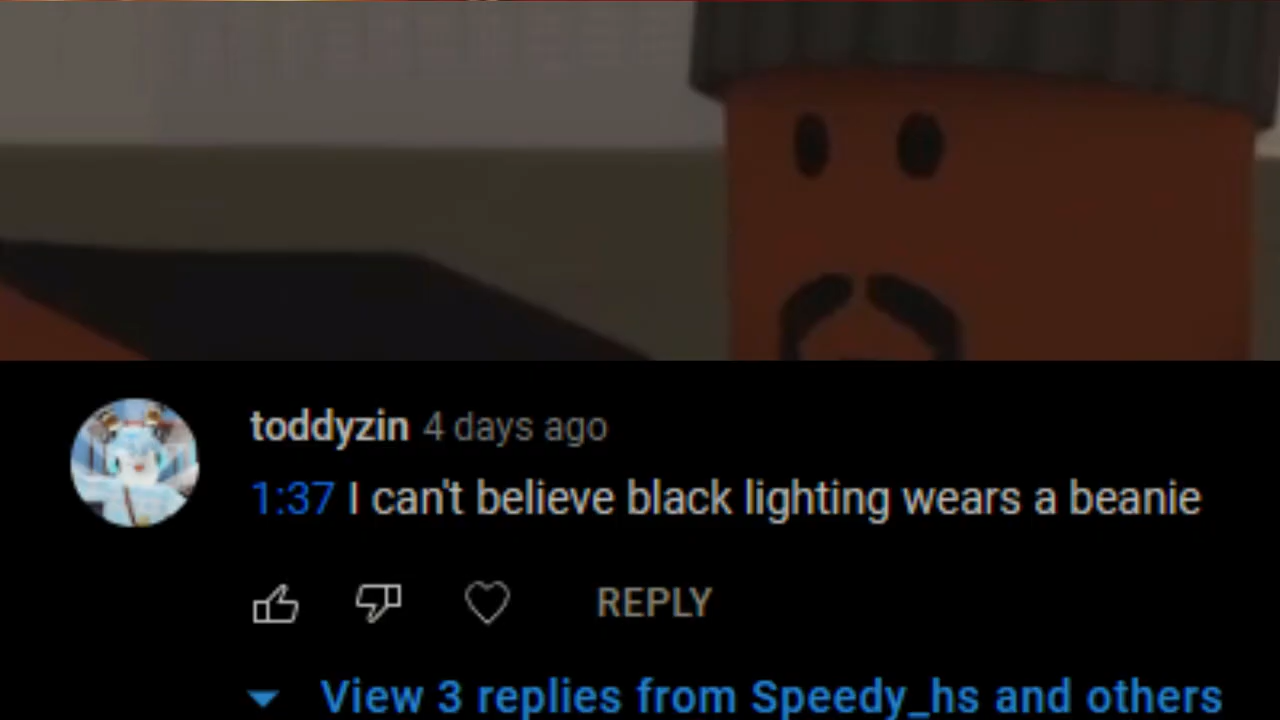 toddyzin 4 days ago
1:37 I can't believe black lighting wears a beanie
REPLY
View 3 replies from Speedy_hs and others